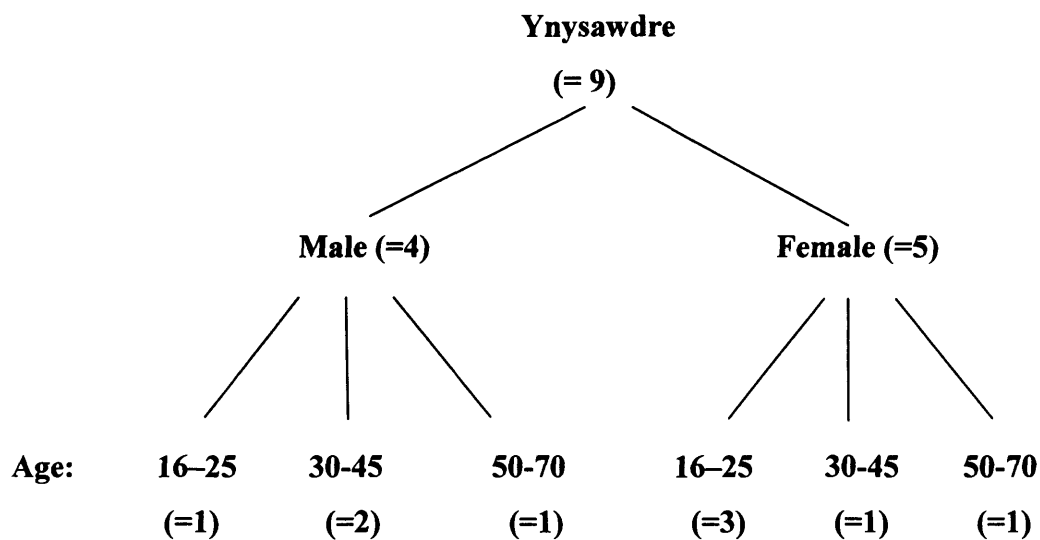 Ynysawdre
(= 9)
Male (=4) Female (=5)
Age: 16–25 30-45 50-70 16–25 30-45 50-70
(=1) (=2) (=1) (=3) (=1) (=1)